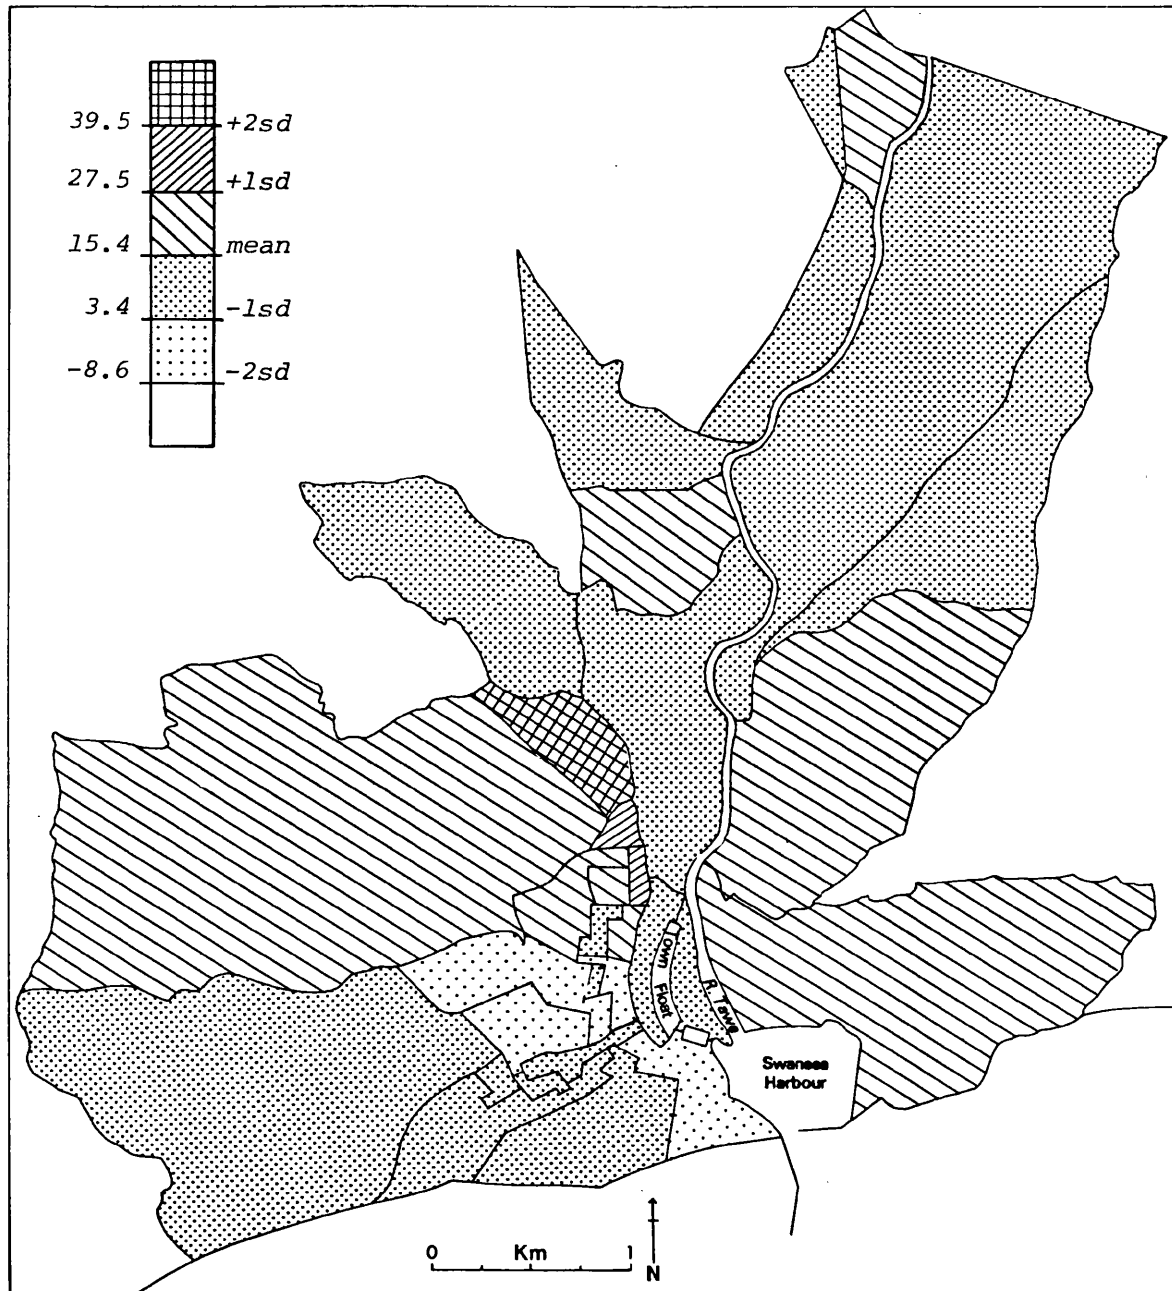 39.5 +2sd
27.5 +1sd
15.4 mean
3.4 -1sd
-8.6 -2sd
Town Float
R. Tawe
Swansea
Harbour
0 Km 1
N